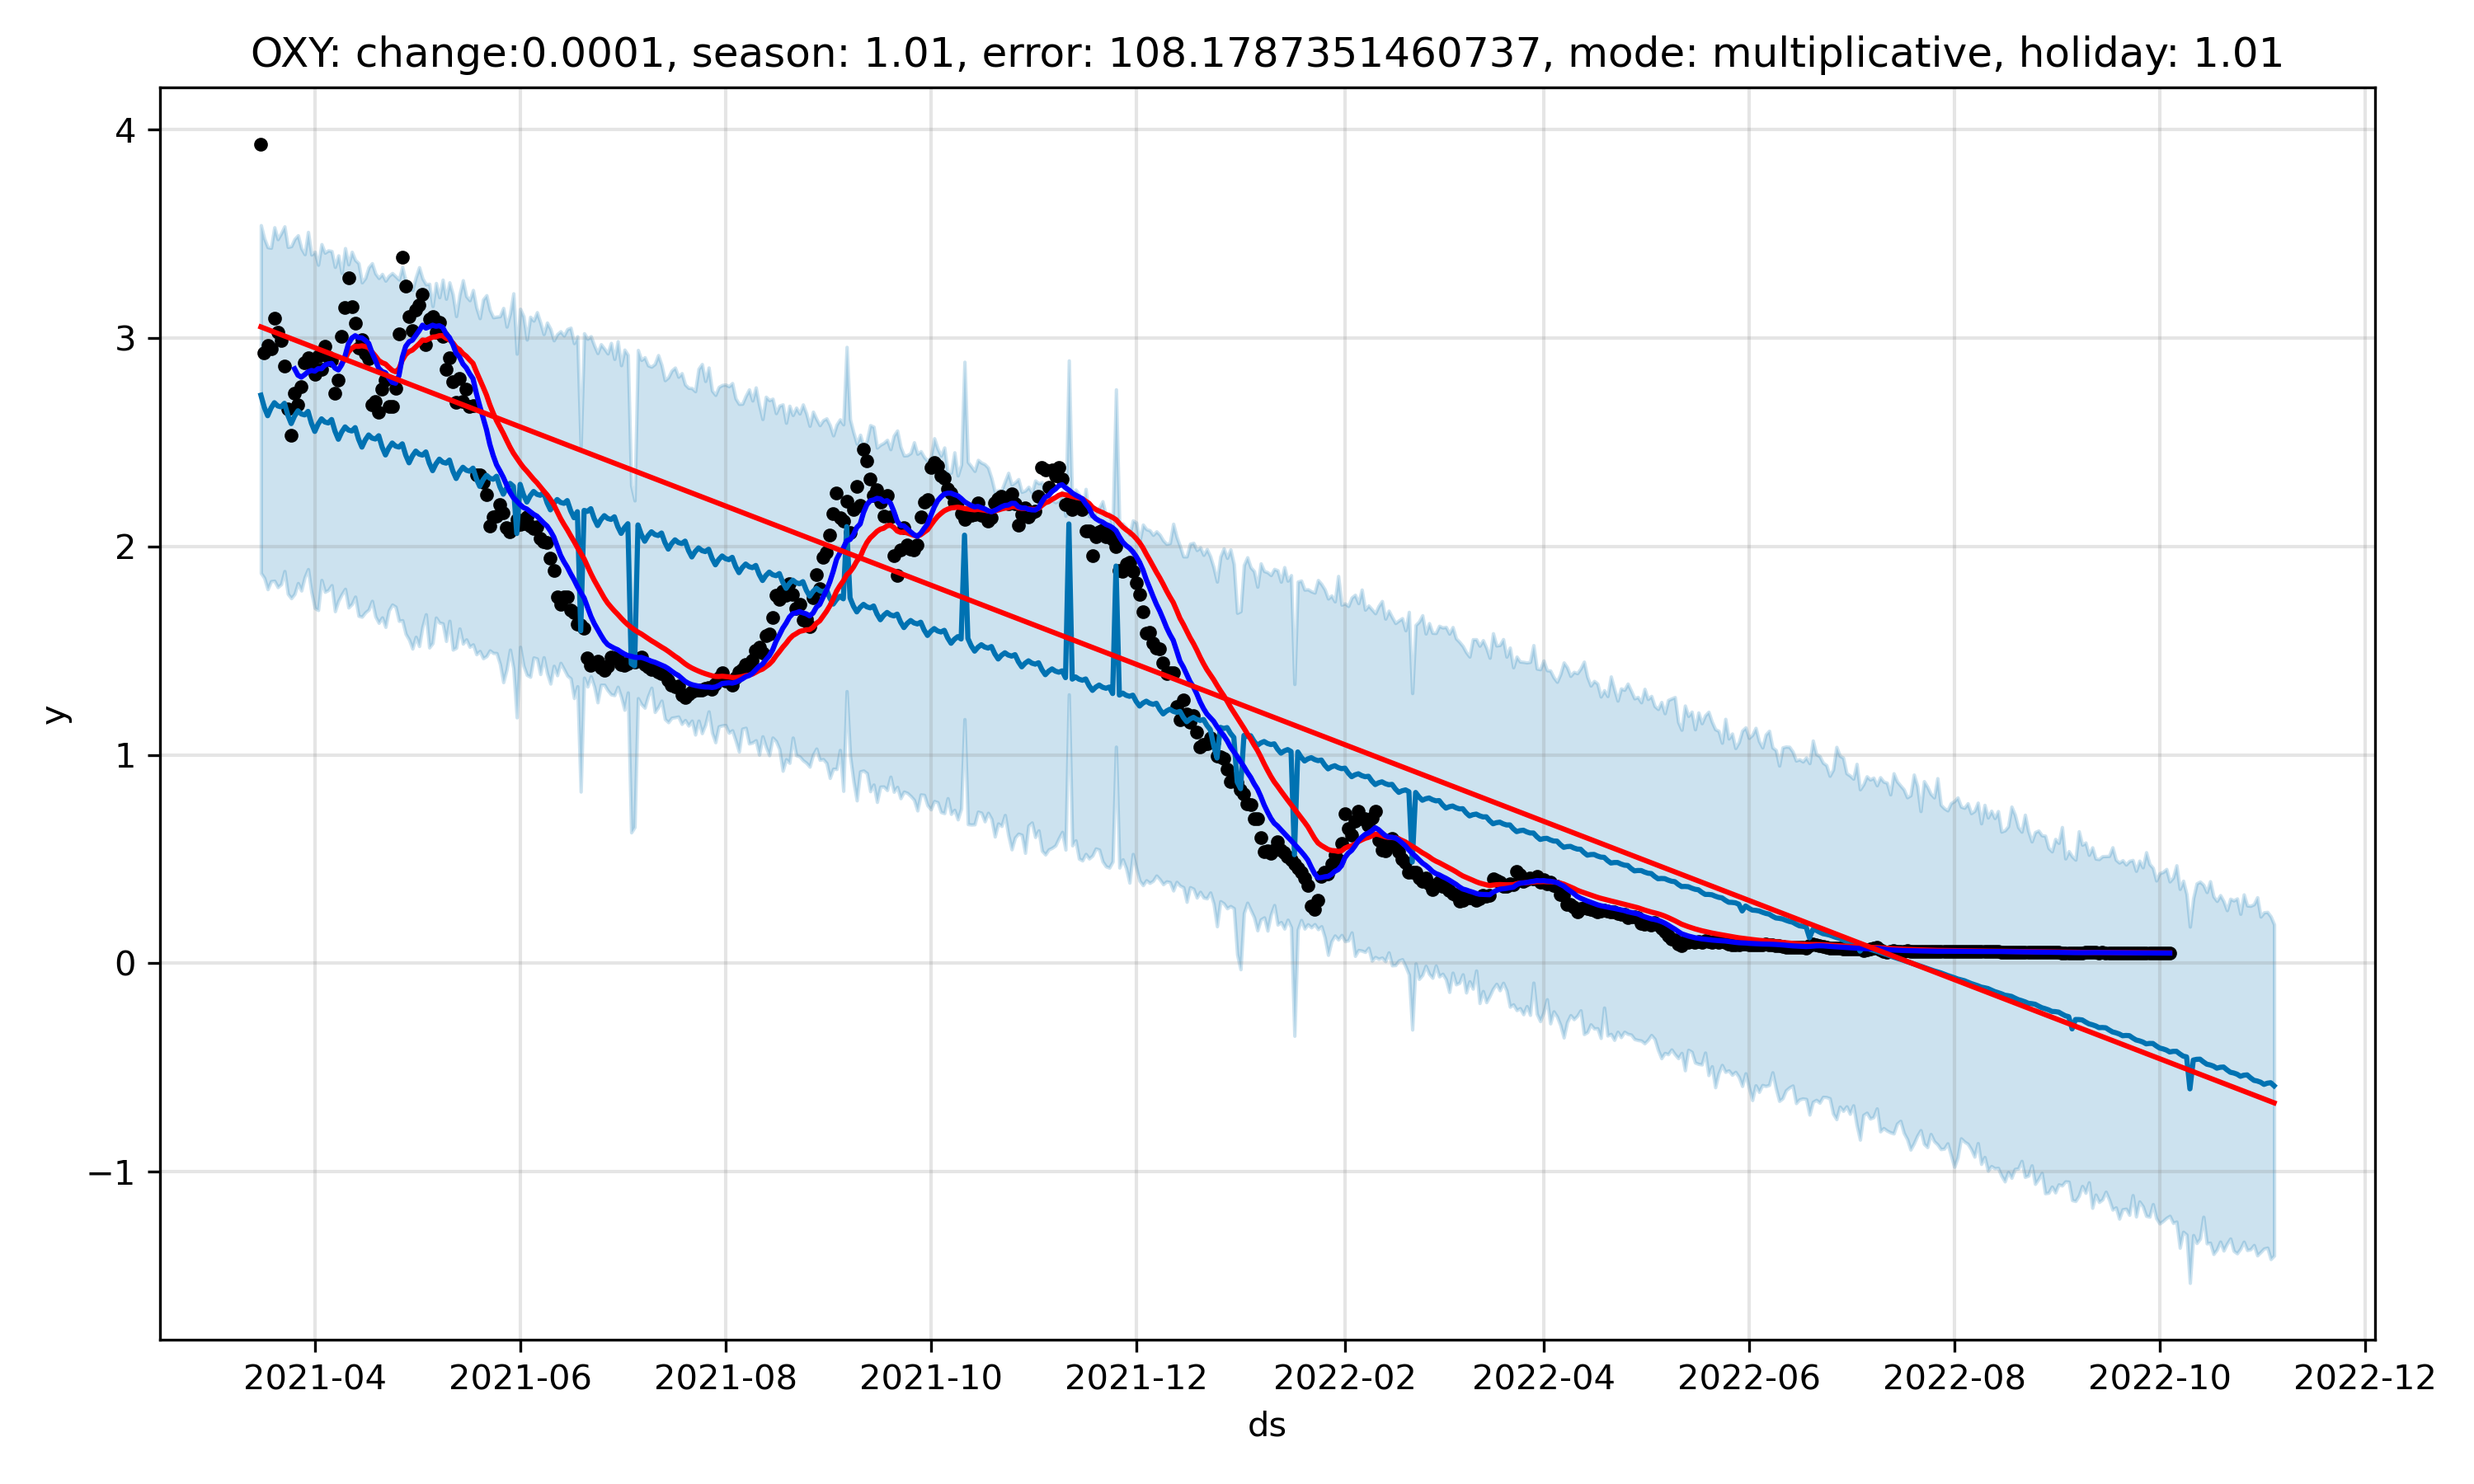 OXY: change:0.0001, season: 1.01, error: 108.1787351460737, mode: multiplicative, holiday: 1.01
4
3
2
1
0
−1
y
2021-04 2021-06 2021-08 2021-10 2021-12 2022-02 2022-04 2022-06 2022-08 2022-10 2022-12
ds